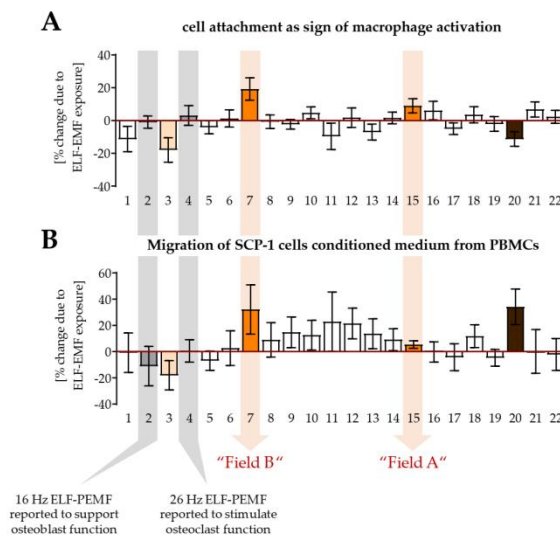 A
cell attachment as sign of macrophage activation
[% change due to
ELF-EMF exposure]
40
20
0
-20
-40
1 2 3 4 5 6 7 8 9 10 11 12 13 14 15 16 17 18 19 20 21 22
B
Migration of SCP-1 cells conditioned medium from PBMCs
[% change due to
ELF-EMF exposure]
60
40
20
0
-20
-40
1 2 3 4 5 6 7 8 9 10 11 12 13 14 15 16 17 18 19 20 21 22
"Field B" "Field A"
16 Hz ELF-PEMF
reported to support
osteoblast function
26 Hz ELF-PEMF
reported to stimulate
osteoclast function